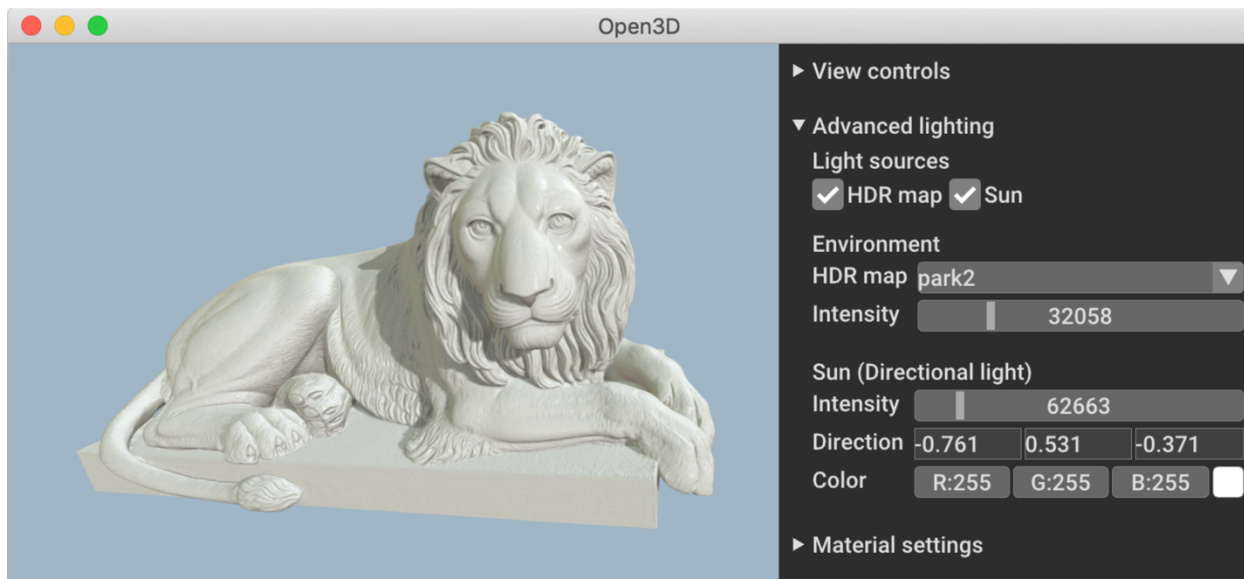 Open3D
View controls
Advanced lighting
Light sources
HDR map Sun
Environment
HDR map park2
Intensity 32058
Sun (Directional light)
Intensity 62663
Direction -0.761 0.531 -0.371
Color R:255 G:255 B:255
Material settings